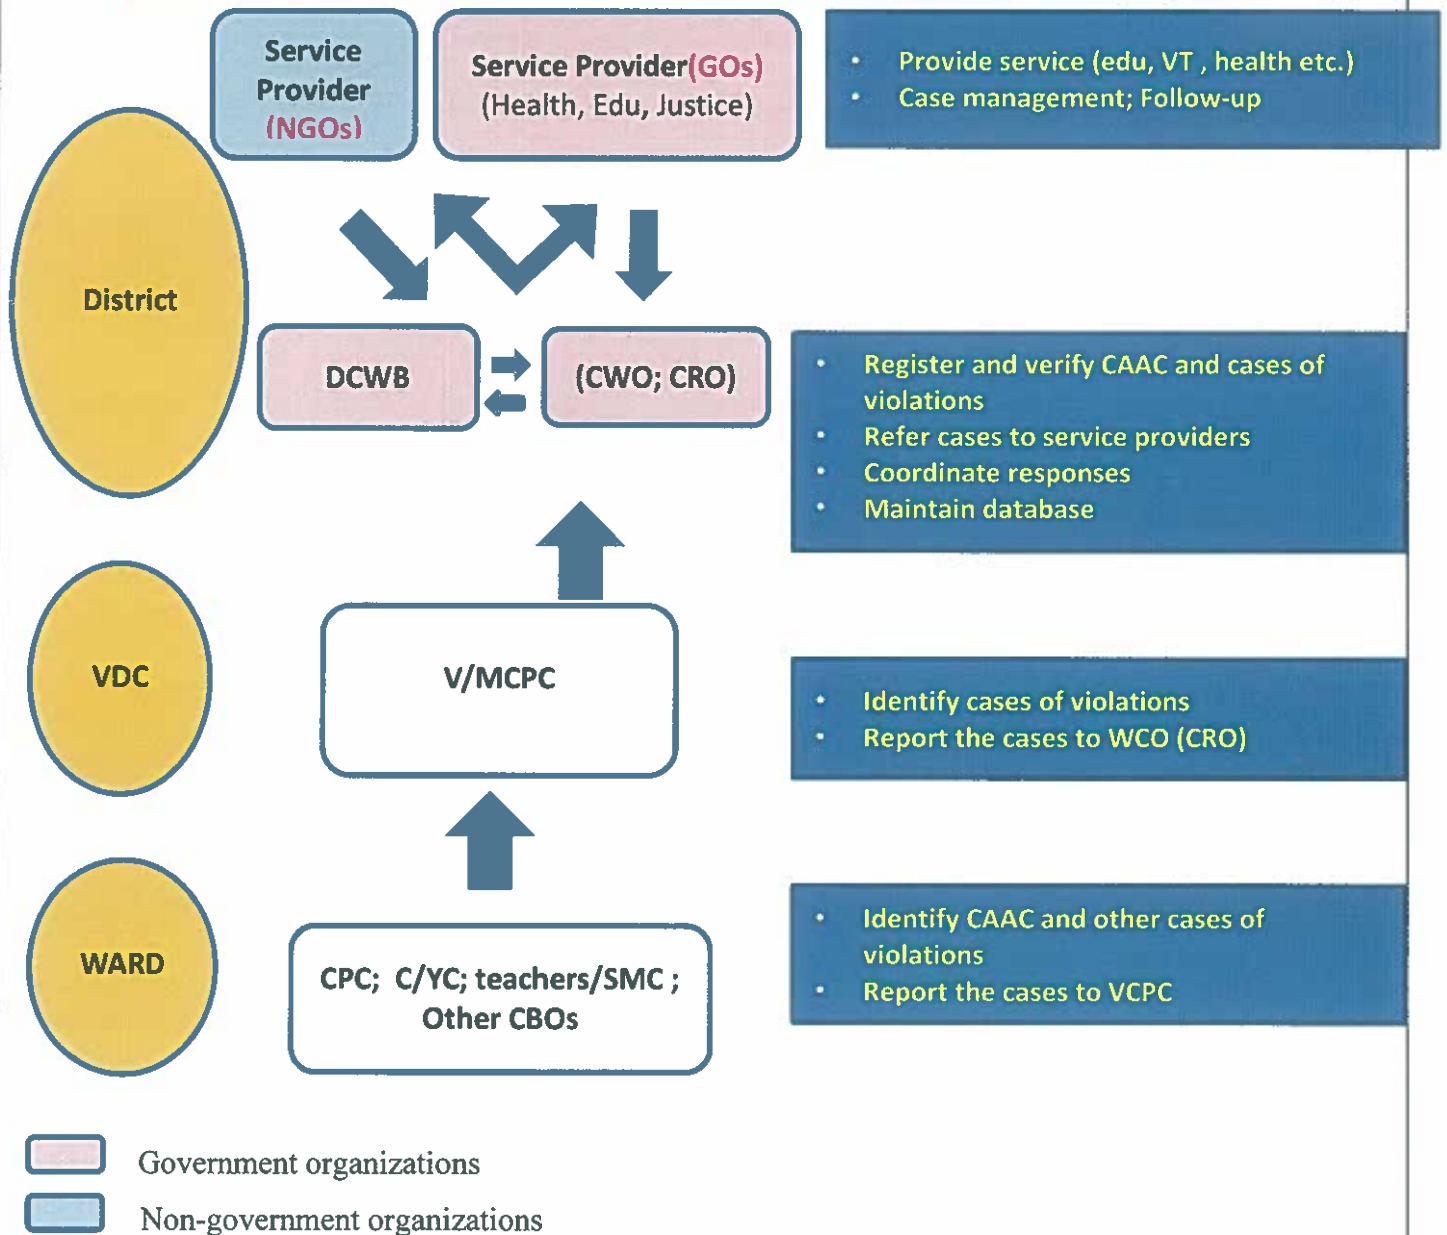 Service
Provider
(NGOs)
Service Provider(GOs)
(Health, Edu, Justice)
• Provide service (edu, VT , health etc.)
• Case management; Follow-up
District
DCWB
(CWO; CRO)
• Register and verify CAAC and cases of
violations
• Refer cases to service providers
• Coordinate responses
• Maintain database
VDC
V/MCPC
• Identify cases of violations
• Report the cases to WCO (CRO)
WARD
CPC; C/YC; teachers/SMC ;
Other CBOs
• Identify CAAC and other cases of
violations
• Report the cases to VCPC
Government organizations
Non-government organizations